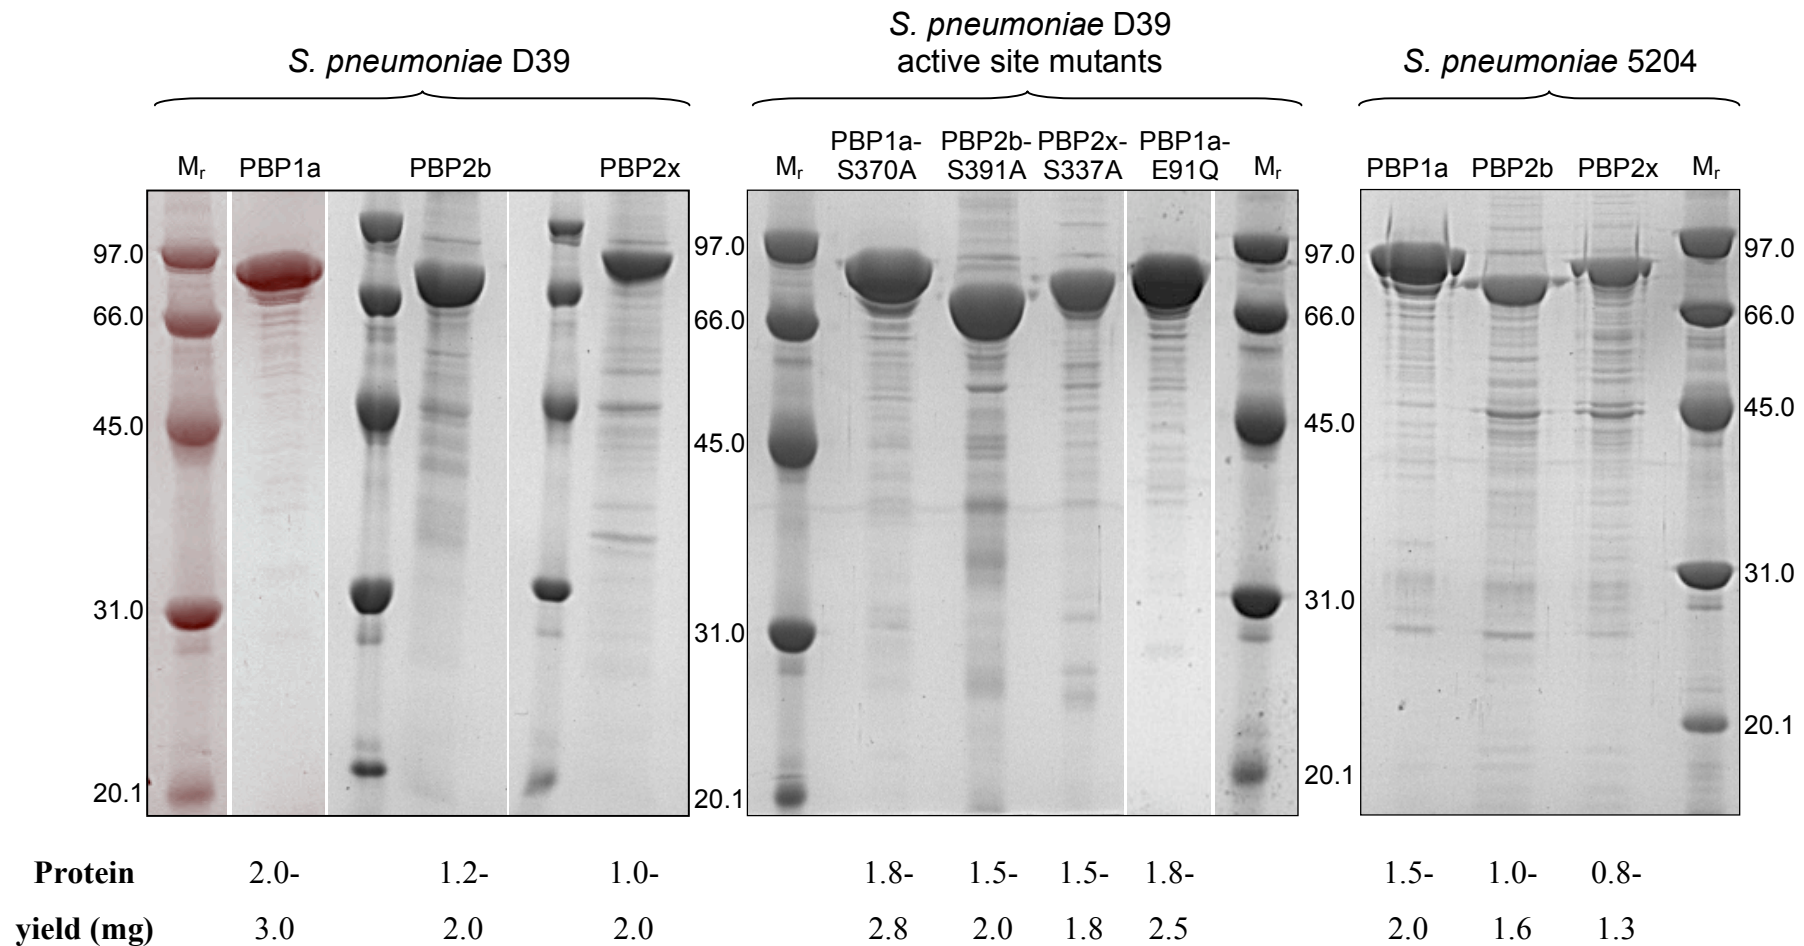 S. pneumoniae D39
S. pneumoniae D39
active site mutants
S. pneumoniae 5204
Mr PBP1a PBP2b PBP2x
Mr PBP1a- PBP2b- PBP2x- PBP1a- Mr
S370A S391A S337A E91Q
PBP1a PBP2b PBP2x Mr
97.0
66.0
45.0
31.0
20.1
97.0
66.0
45.0
31.0
20.1
97.0
66.0
45.0
31.0
20.1
97.0
66.0
45.0
31.0
20.1
Protein 2.0- 1.2- 1.0- 1.8- 1.5- 1.5- 1.8- 1.5- 1.0- 0.8-
yield (mg) 3.0 2.0 2.0 2.8 2.0 1.8 2.5 2.0 1.6 1.3